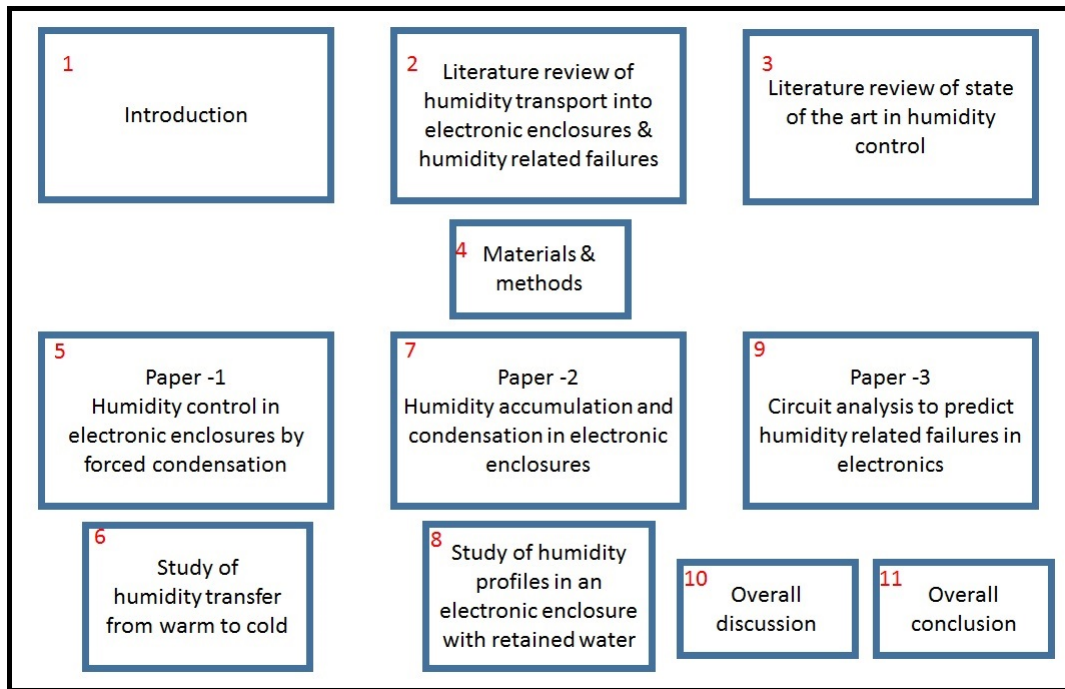 1
Introduction
2
Literature review of
humidity transport into
electronic enclosures &
humidity related failures
3
Literature review of state
of the art in humidity
control
4
Materials &
methods
5
Paper -1
Humidity control in
electronic enclosures by
forced condensation
6
Study of
humidity transfer
from warm to cold
7
Paper -2
Humidity accumulation and
condensation in electronic
enclosures
8
Study of humidity
profiles in an
electronic enclosure
with retained water
9
Paper -3
Circuit analysis to predict
humidity related failures in
electronics
10
Overall
discussion
11
Overall
conclusion